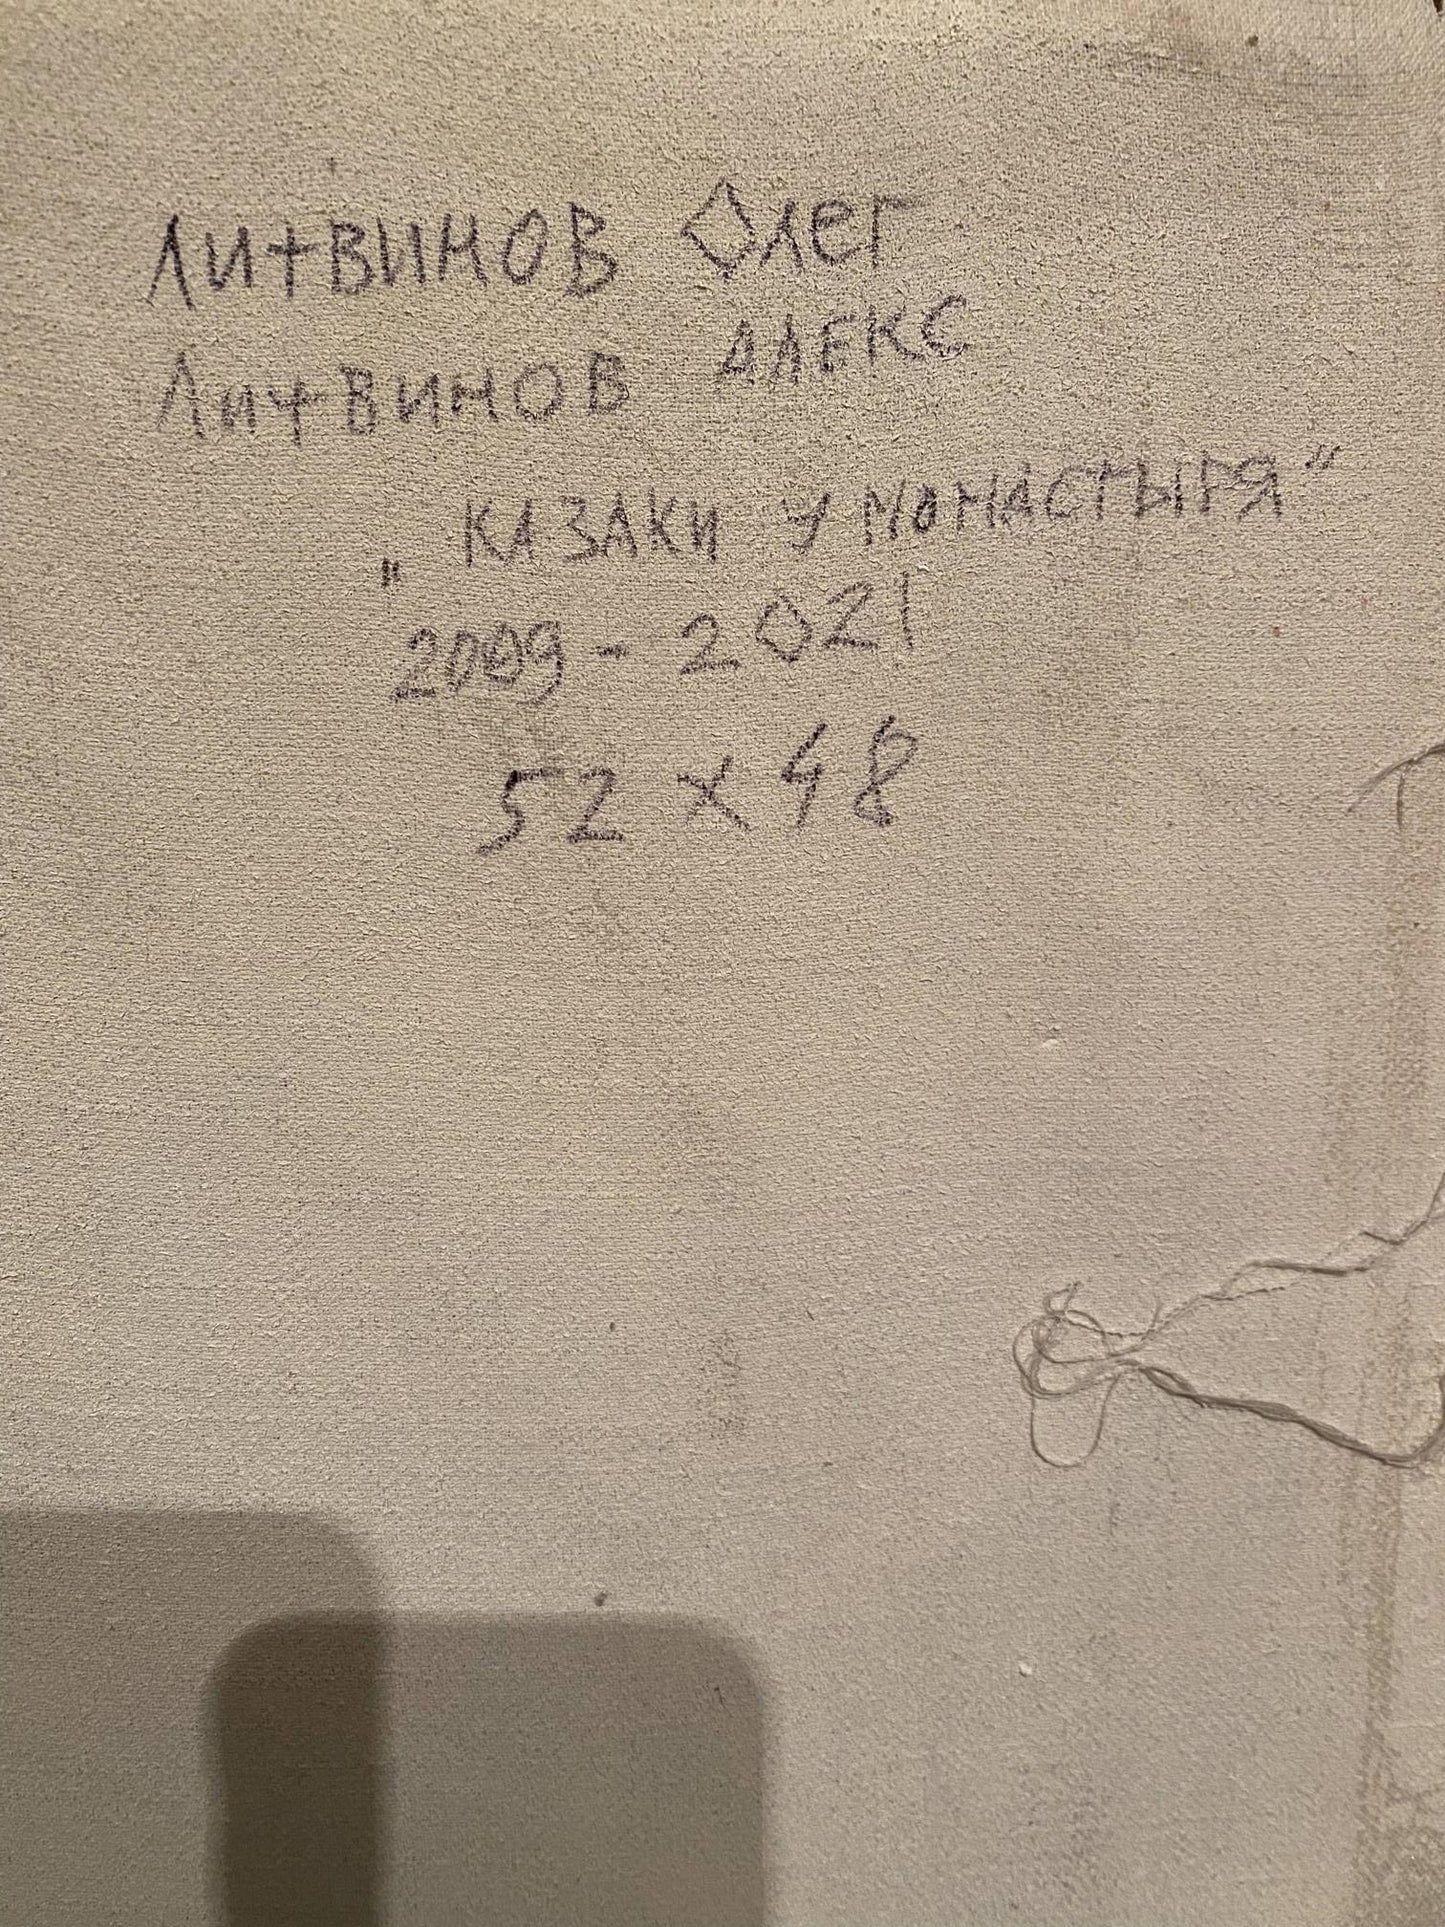 ЛИТВИНОВ Олег
ЛИТВИНОВ АЛЕКС
„КАЗАКИ У МОНАСТЫРЯ“
2009 - 2021
52 x 48